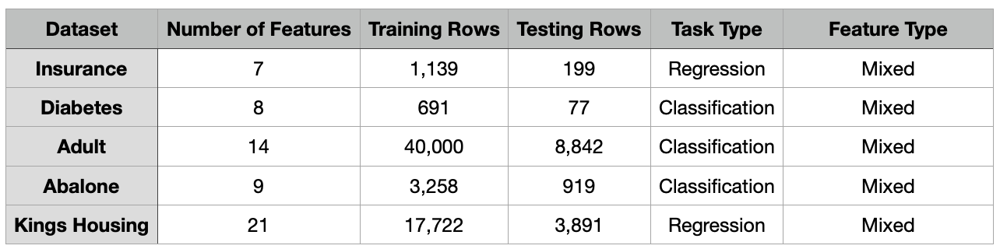 Dataset Number of Features Training Rows Testing Rows Task Type Feature Type
Insurance 7 1,139 199 Regression Mixed
Diabetes 8 691 77 Classification Mixed
Adult 14 40,000 8,842 Classification Mixed
Abalone 9 3,258 919 Classification Mixed
Kings Housing 21 17,722 3,891 Regression Mixed